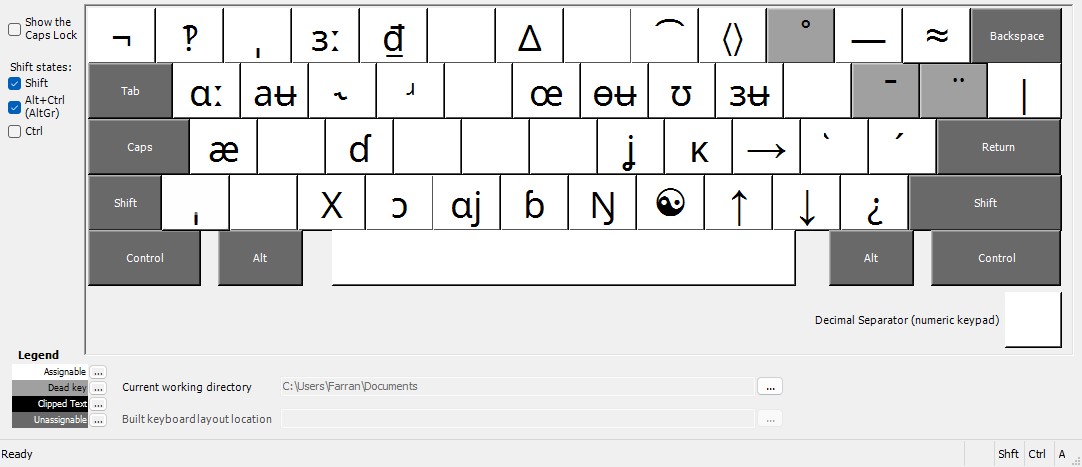 Show the
Caps Lock
Shift states:
Shift
Alt+Ctrl
(AltGr)
Ctrl
¬ ‽ ˌ ɜː ₫ ∆ ⁀ ⟨⟩ ° — ≈ Backspace
Tab ɑː aʉ ̴ ʴ œ ɵʉ ʊ ɜʉ ¯ ¨ |
Caps æ ɗ ʝ ĸ → ` ´ Return
Shift ̩ X ɔ ɑj ɓ Ŋ ☯ ↑ ↓ ¿ Shift
Control Alt Alt Control
Decimal Separator (numeric keypad)
Legend
Assignable ...
Dead key ...
Clipped Text ...
Unassignable ...
Current working directory C:\Users\Farran\Documents ...
Built keyboard layout location ...
Ready Shft Ctrl A